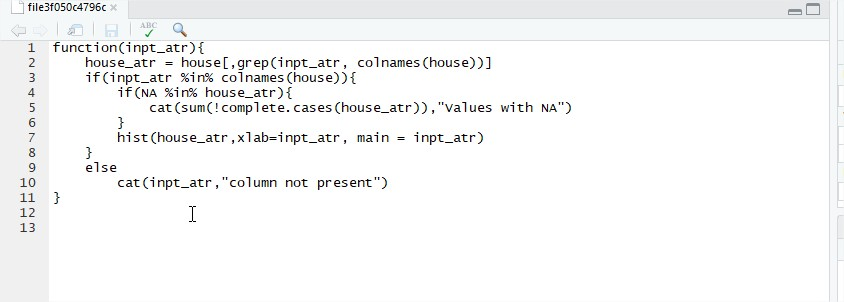 file3f050c4796c
ABC
1 function(inpt_atr){
2     house_atr = house[,grep(inpt_atr, colnames(house))]
3     if(inpt_atr %in% colnames(house)){
4         if(NA %in% house_atr){
5             cat(sum(!complete.cases(house_atr)),"Values with NA")
6         }
7         hist(house_atr,xlab=inpt_atr, main = inpt_atr)
8     }
9     else
10         cat(inpt_atr,"column not present")
11 }
12
13